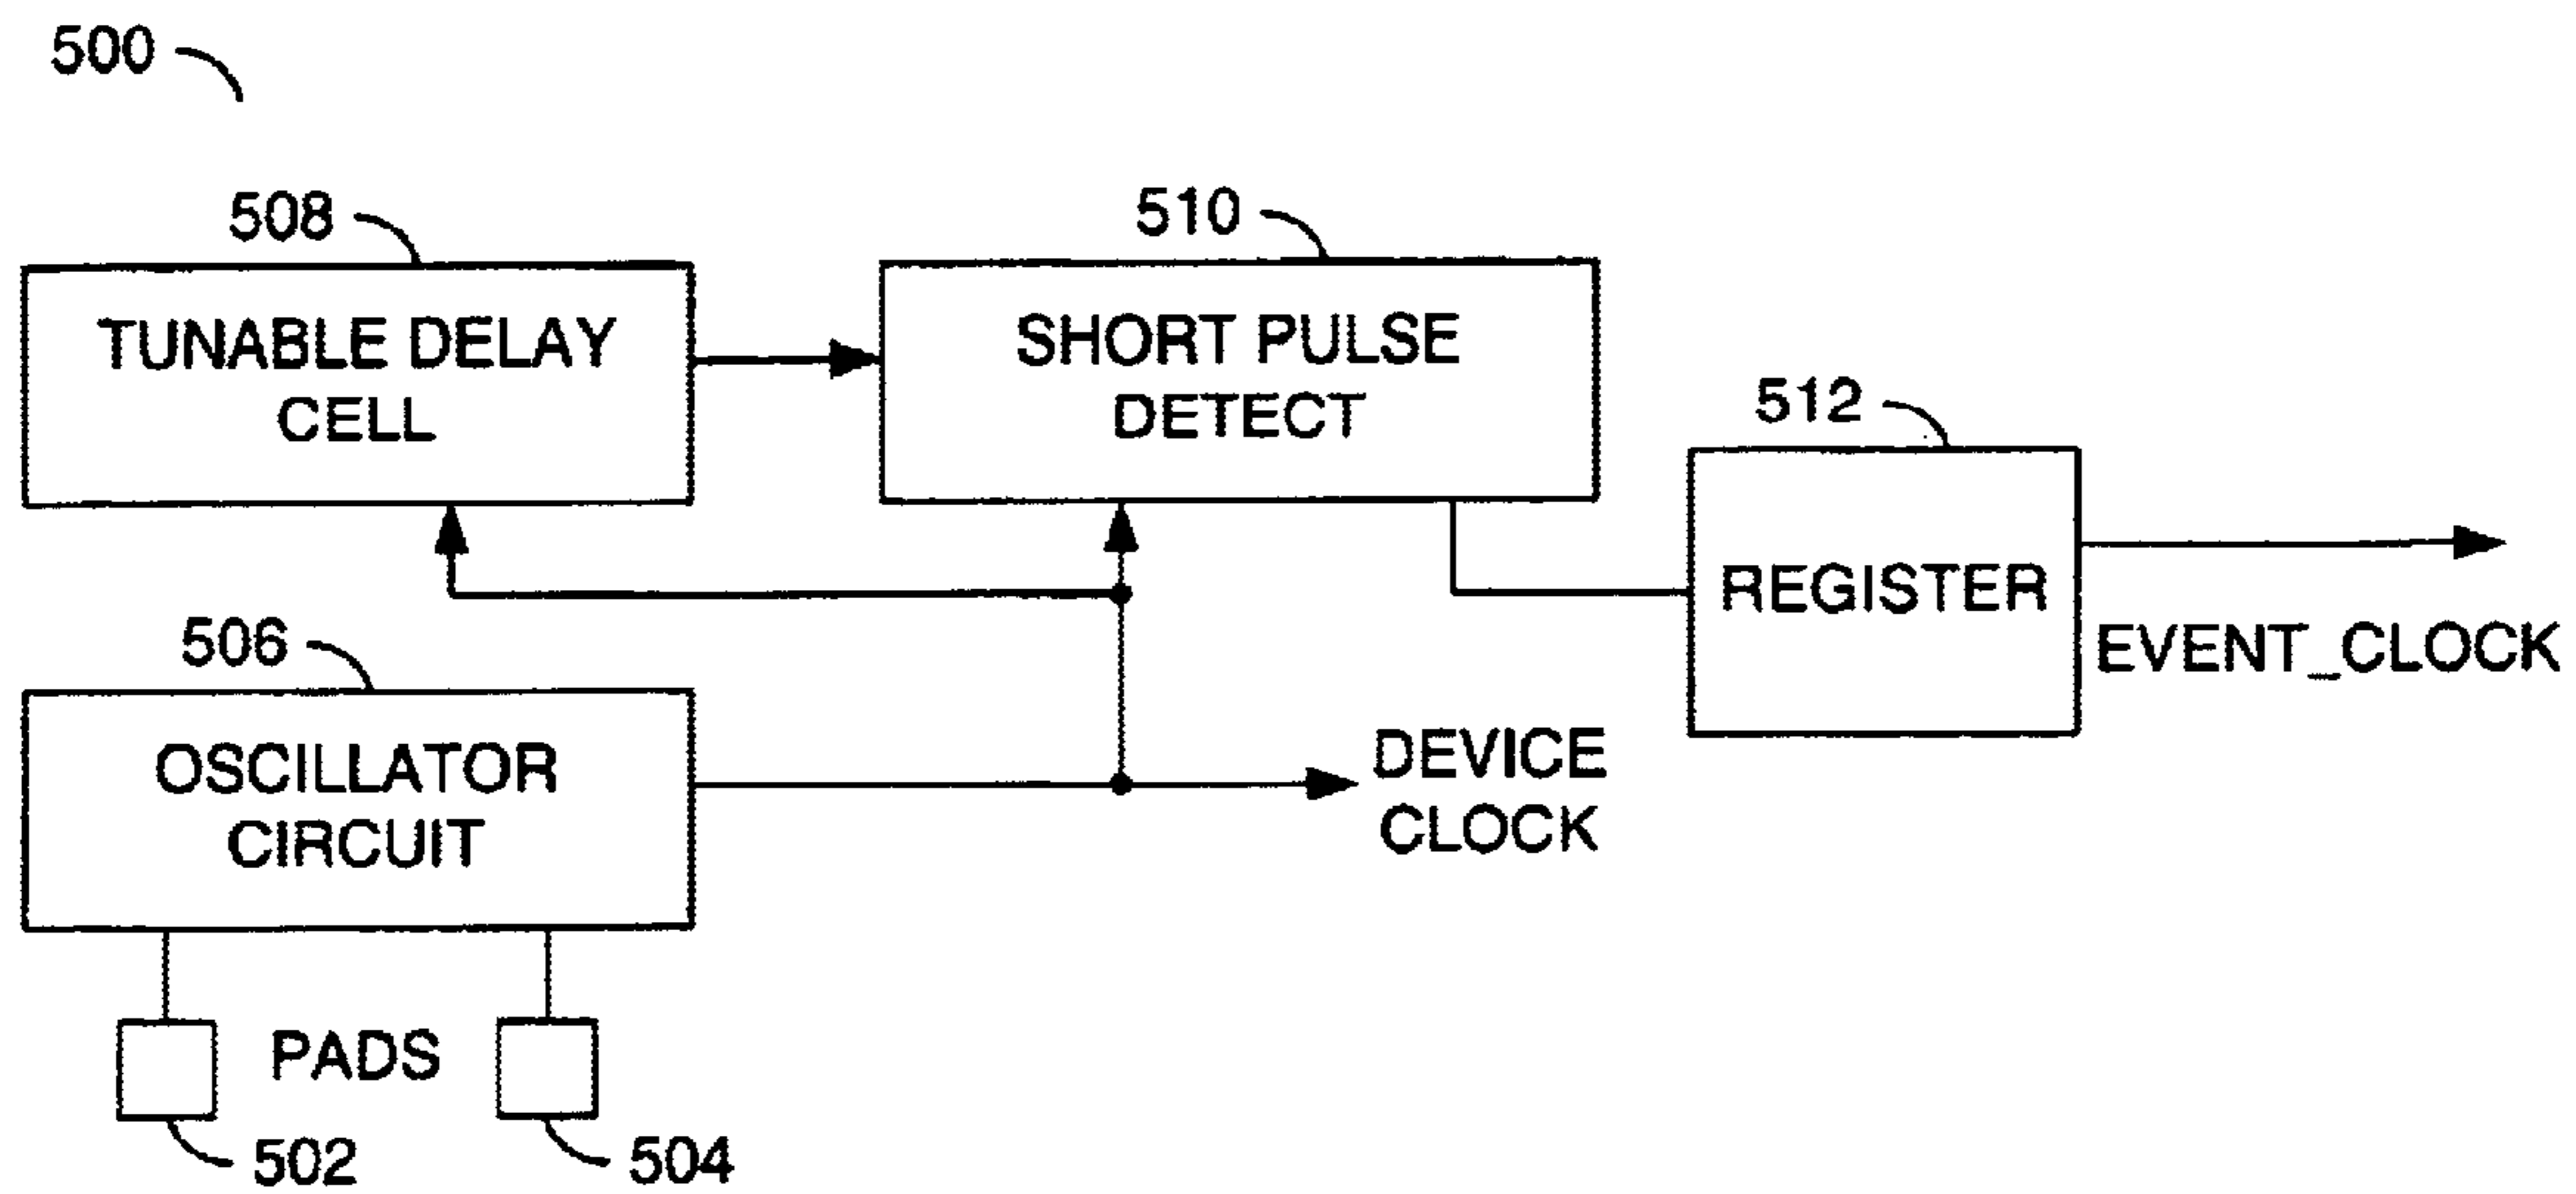 500
508
510
TUNABLE DELAY
CELL
SHORT PULSE
DETECT
512
REGISTER
EVENT_CLOCK
506
OSCILLATOR
CIRCUIT
DEVICE
CLOCK
PADS
502
504